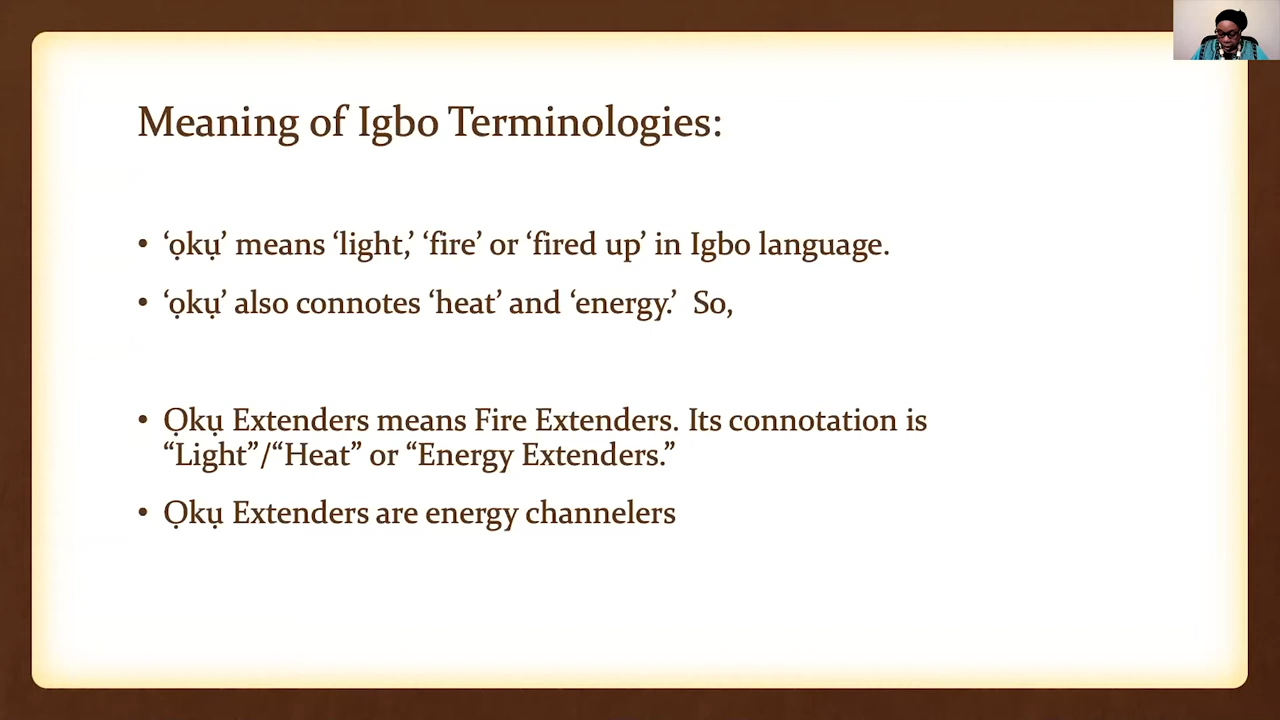 Meaning of Igbo Terminologies:
• ‘ọkụ’ means ‘light,’ ‘fire’ or ‘fired up’ in Igbo language.
• ‘ọkụ’ also connotes ‘heat’ and ‘energy.’ So,
• Ọkụ Extenders means Fire Extenders. Its connotation is
“Light”/“Heat” or “Energy Extenders.”
• Ọkụ Extenders are energy channelers